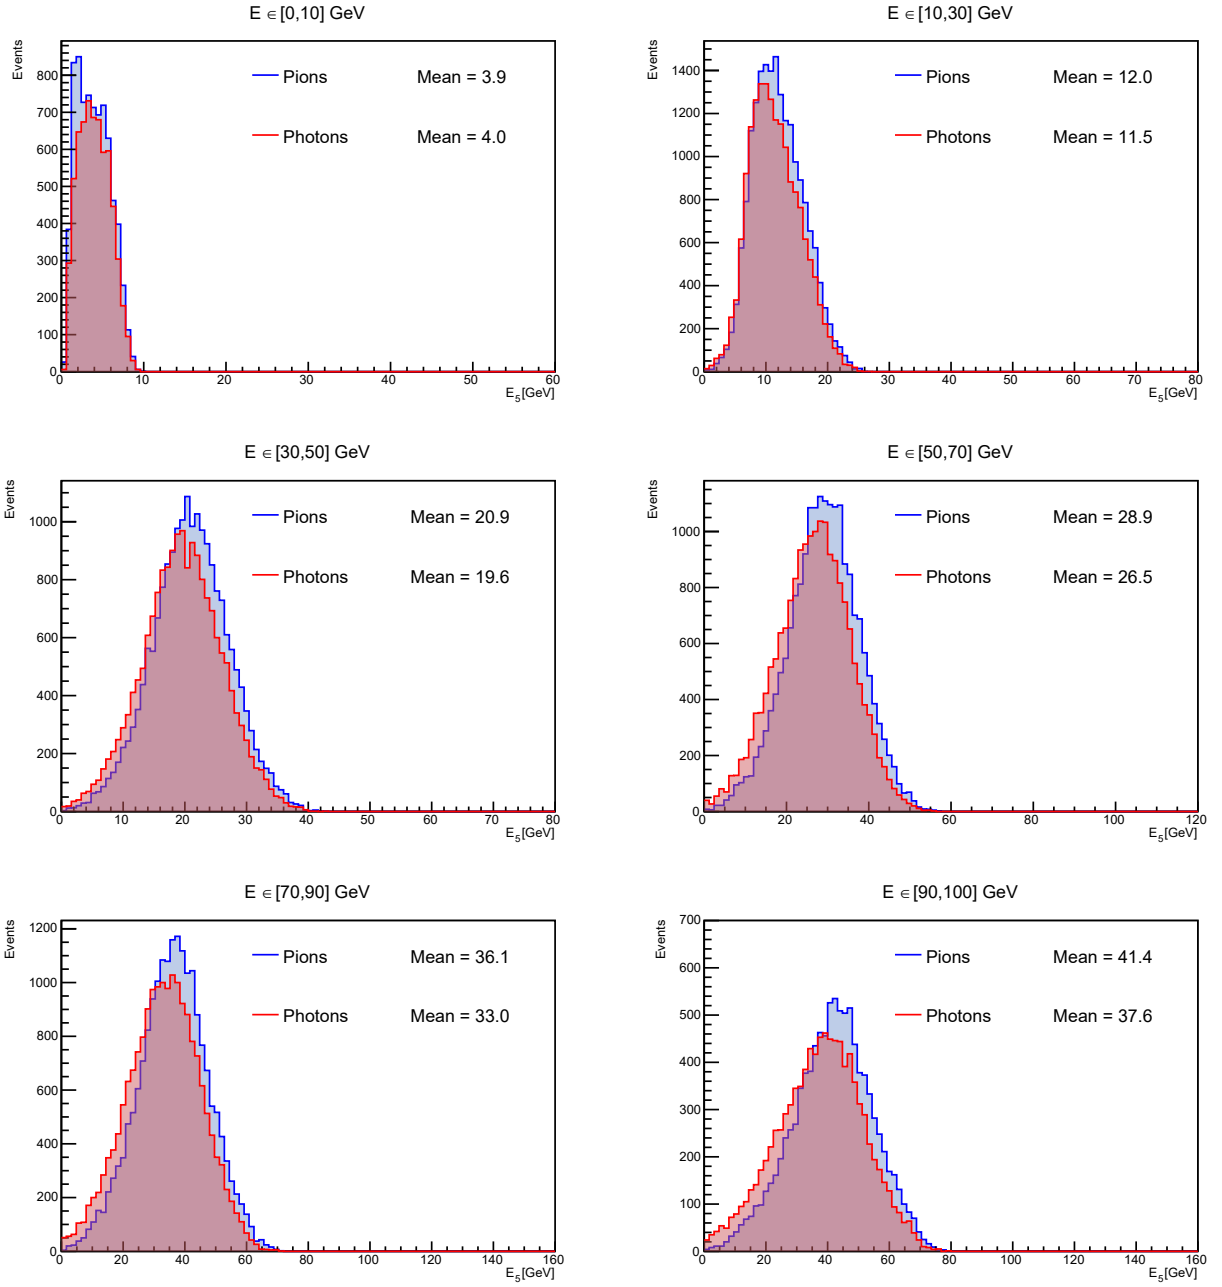 E ∈ [0,10] GeV
Events
Pions Mean = 3.9
Photons Mean = 4.0
800
700
600
500
400
300
200
100
0
0 10 20 30 40 50 60
E5[GeV]
E ∈ [10,30] GeV
Events
Pions Mean = 12.0
Photons Mean = 11.5
1400
1200
1000
800
600
400
200
0
0 10 20 30 40 50 60 70 80
E5[GeV]
E ∈ [30,50] GeV
Events
Pions Mean = 20.9
Photons Mean = 19.6
1000
800
600
400
200
0
0 10 20 30 40 50 60 70 80
E5[GeV]
E ∈ [50,70] GeV
Events
Pions Mean = 28.9
Photons Mean = 26.5
1000
800
600
400
200
0
0 20 40 60 80 100 120
E5[GeV]
E ∈ [70,90] GeV
Events
Pions Mean = 36.1
Photons Mean = 33.0
1200
1000
800
600
400
200
0
0 20 40 60 80 100 120 140 160
E5[GeV]
E ∈ [90,100] GeV
Events
Pions Mean = 41.4
Photons Mean = 37.6
700
600
500
400
300
200
100
0
0 20 40 60 80 100 120 140 160
E5[GeV]